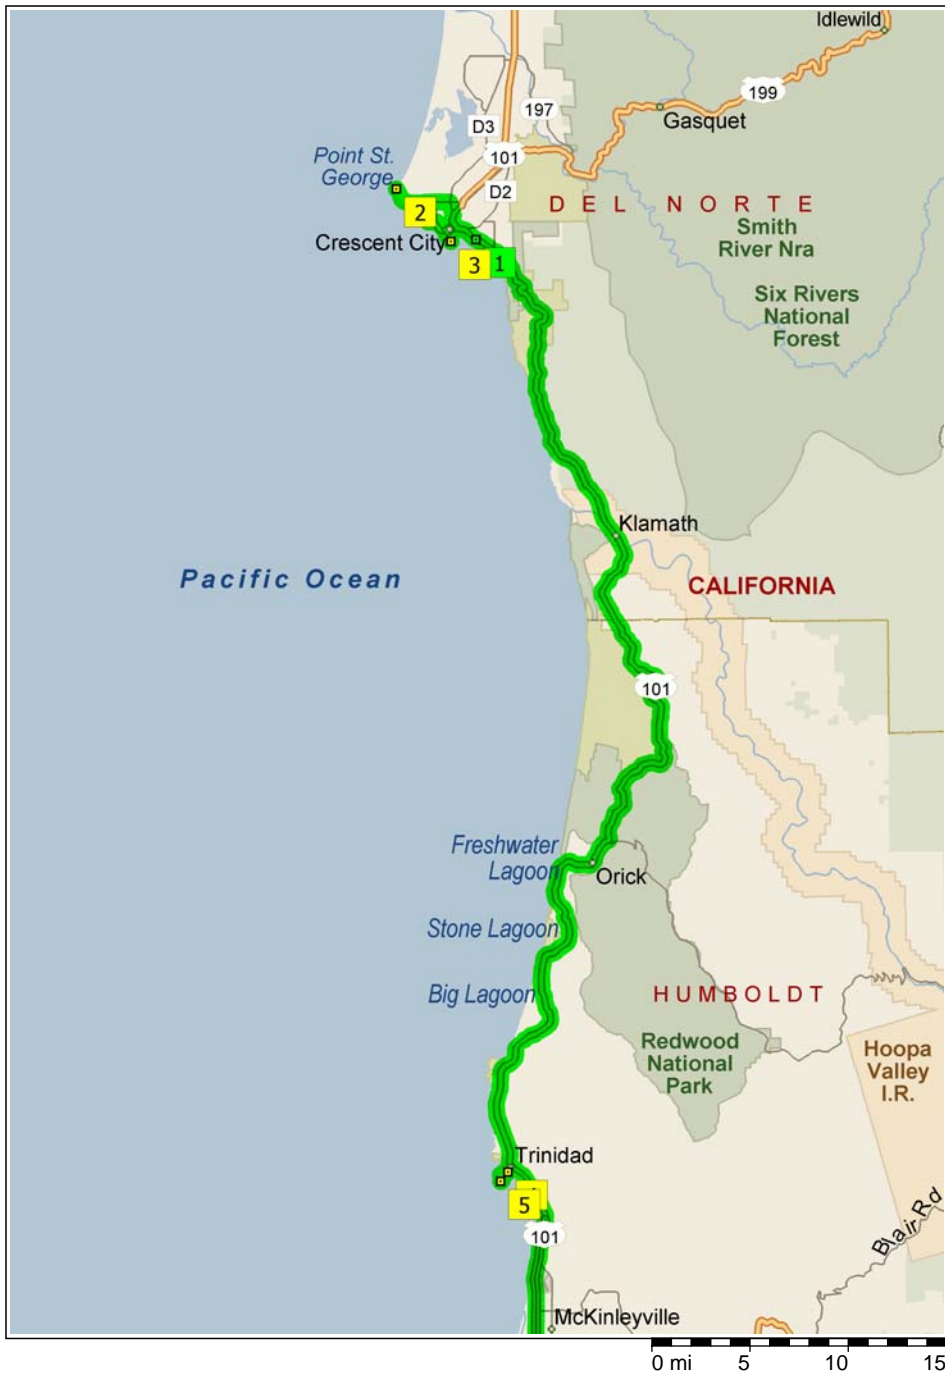 Idlewild
199
197
Gasquet
D3
101
Point St.
George
D2
DEL NORTE
2
Smith
River Nra
Crescent City
3
1
Six Rivers
National
Forest
Klamath
Pacific Ocean
CALIFORNIA
101
Freshwater
Lagoon
Orick
Stone Lagoon
Big Lagoon
HUMBOLDT
Redwood
National
Park
Hoopa
Valley
I.R.
Trinidad
5
Blair Rd
101
McKinleyville
0 mi 5 10 15